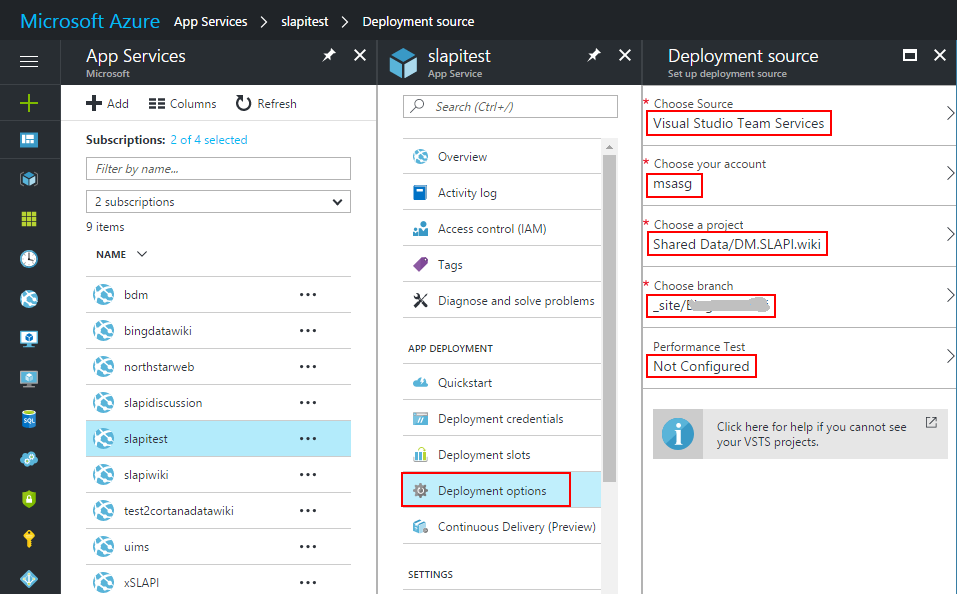 Microsoft Azure App Services > slapitest > Deployment source
App Services
Microsoft
Add Columns Refresh
Subscriptions: 2 of 4 selected
Filter by name...
2 subscriptions
9 items
NAME
bdm
bingdatawiki
northstarweb
slapidiscussion
slapitest
slapiwiki
test2cortanadatawiki
uims
xSLAPI
slapitest
App Service
Search (Ctrl+/)
Overview
Activity log
Access control (IAM)
Tags
Diagnose and solve problems
APP DEPLOYMENT
Quickstart
Deployment credentials
Deployment slots
Deployment options
Continuous Delivery (Preview)
SETTINGS
Deployment source
Set up deployment source
* Choose Source
Visual Studio Team Services
* Choose your account
msasg
* Choose a project
Shared Data/DM.SLAPI.wiki
* Choose branch
_site/
Performance Test
Not Configured
Click here for help if you cannot see
your VSTS projects.
SQL